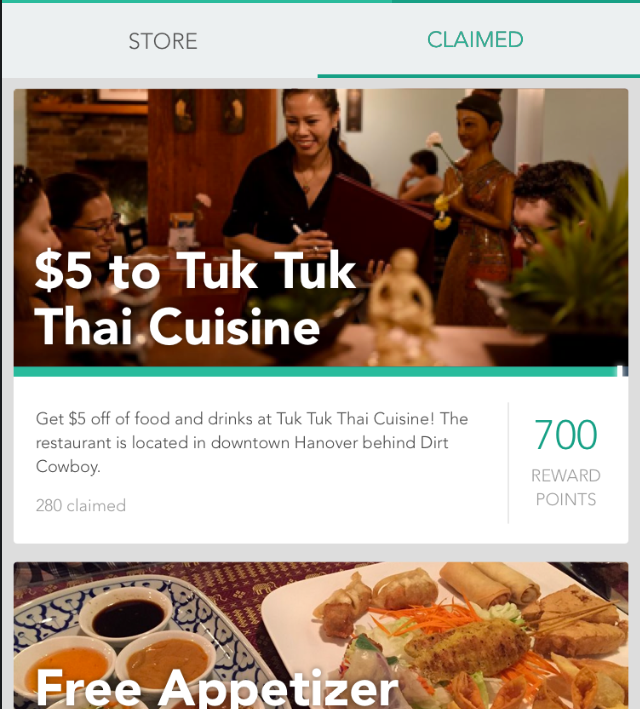 STORE
CLAIMED
$5 to Tuk Tuk
Thai Cuisine
Get $5 off of food and drinks at Tuk Tuk Thai Cuisine! The
restaurant is located in downtown Hanover behind Dirt
Cowboy.
280 claimed
700
REWARD
POINTS
Free Appetizer